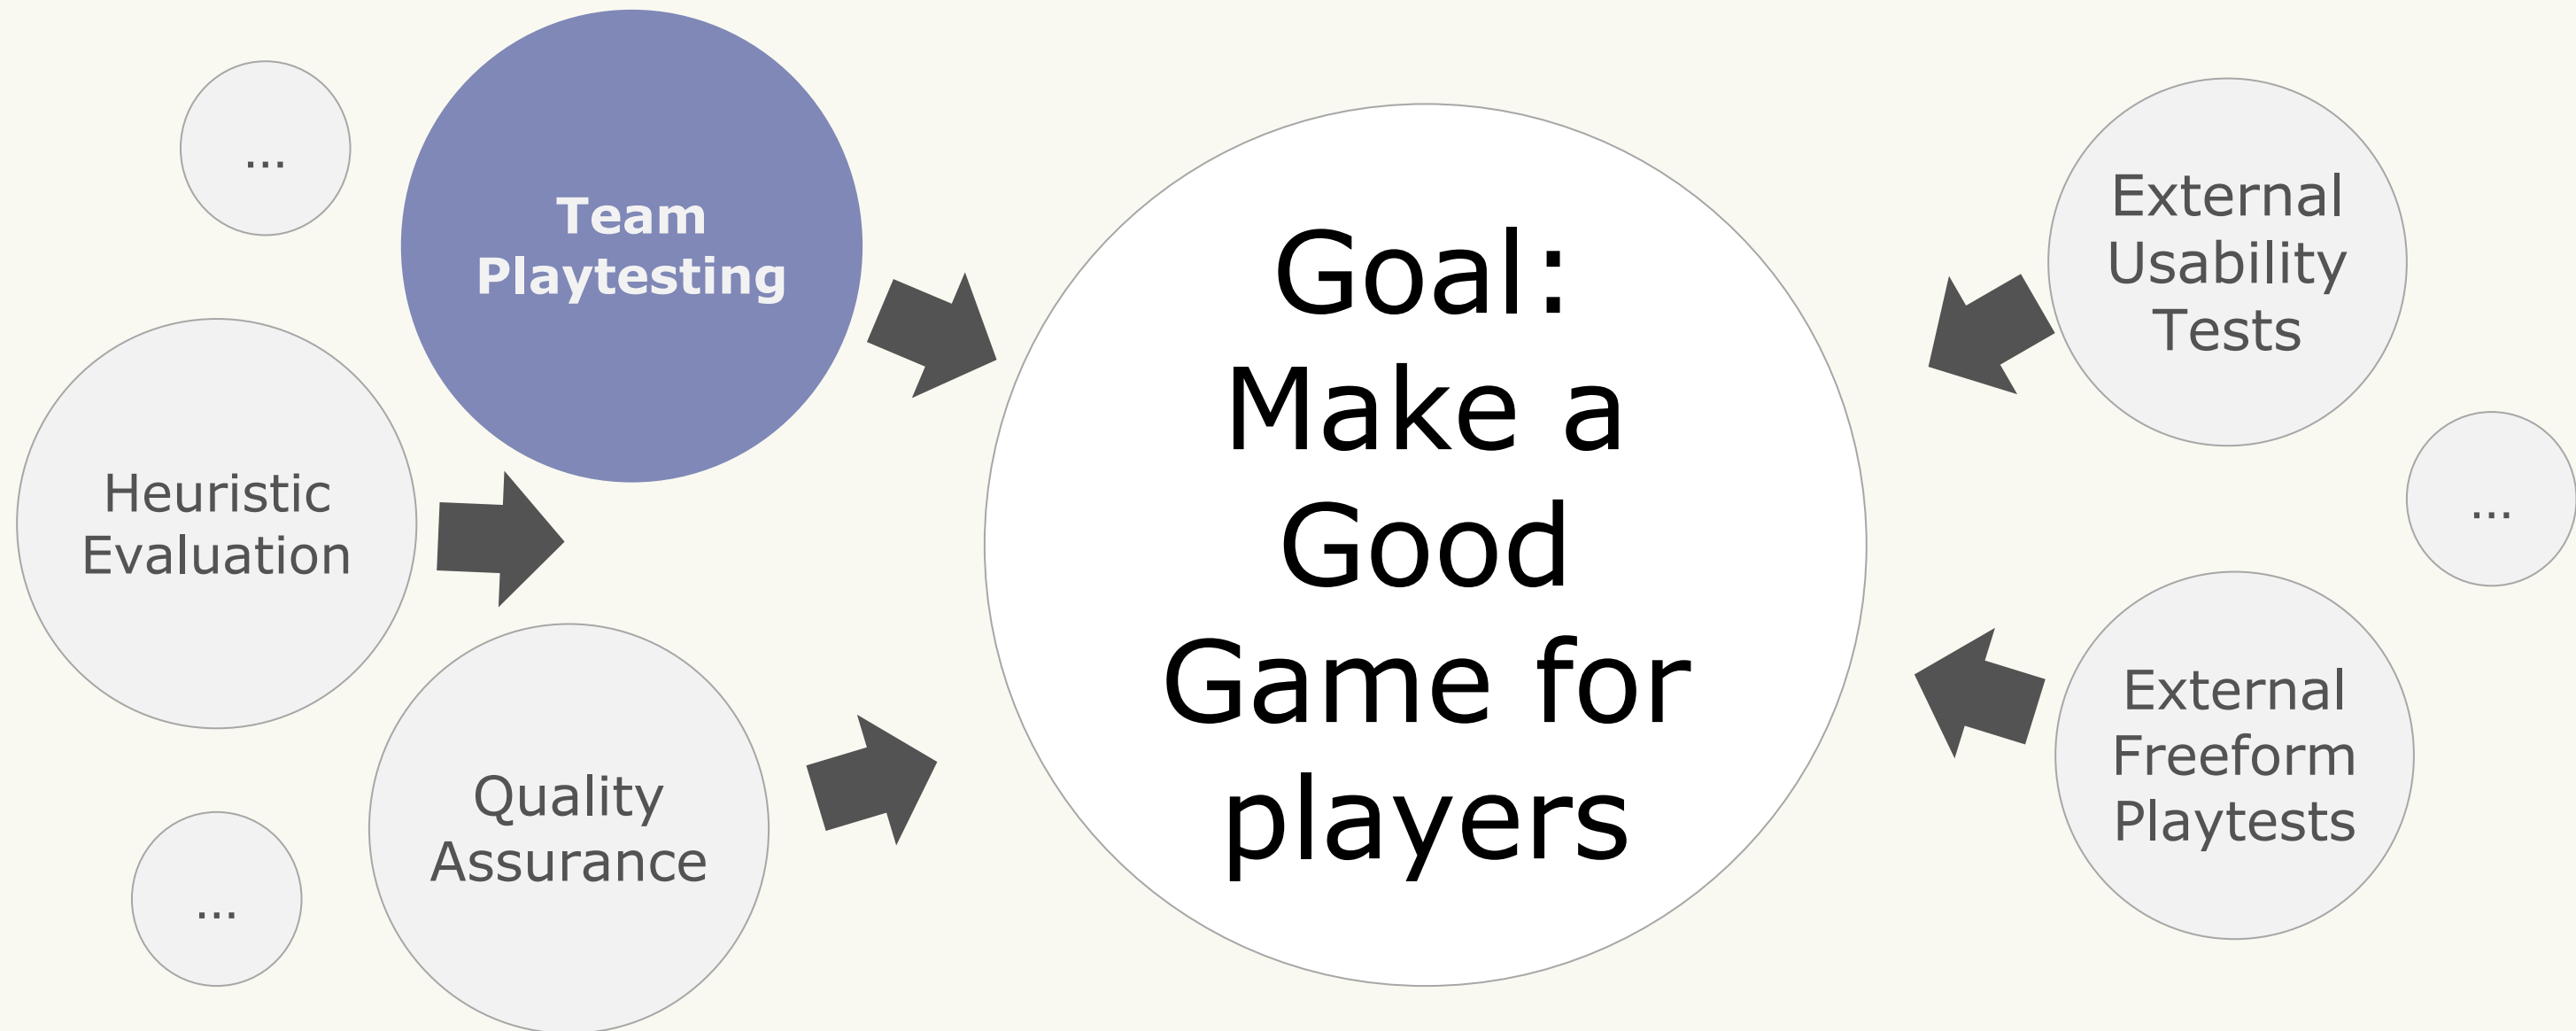 ...
Team
Playtesting
Heuristic
Evaluation
Quality
Assurance
...
Goal:
Make a
Good
Game for
players
External
Usability
Tests
...
External
Freeform
Playtests